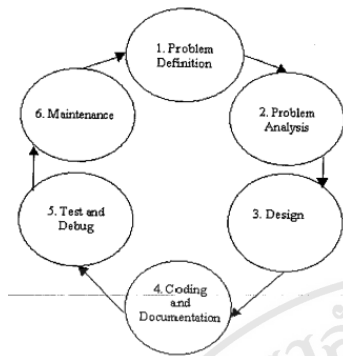 1. Problem
Definition
2. Problem
Analysis
3. Design
4. Coding
and
Documentation
5. Test and
Debug
6. Maintenance